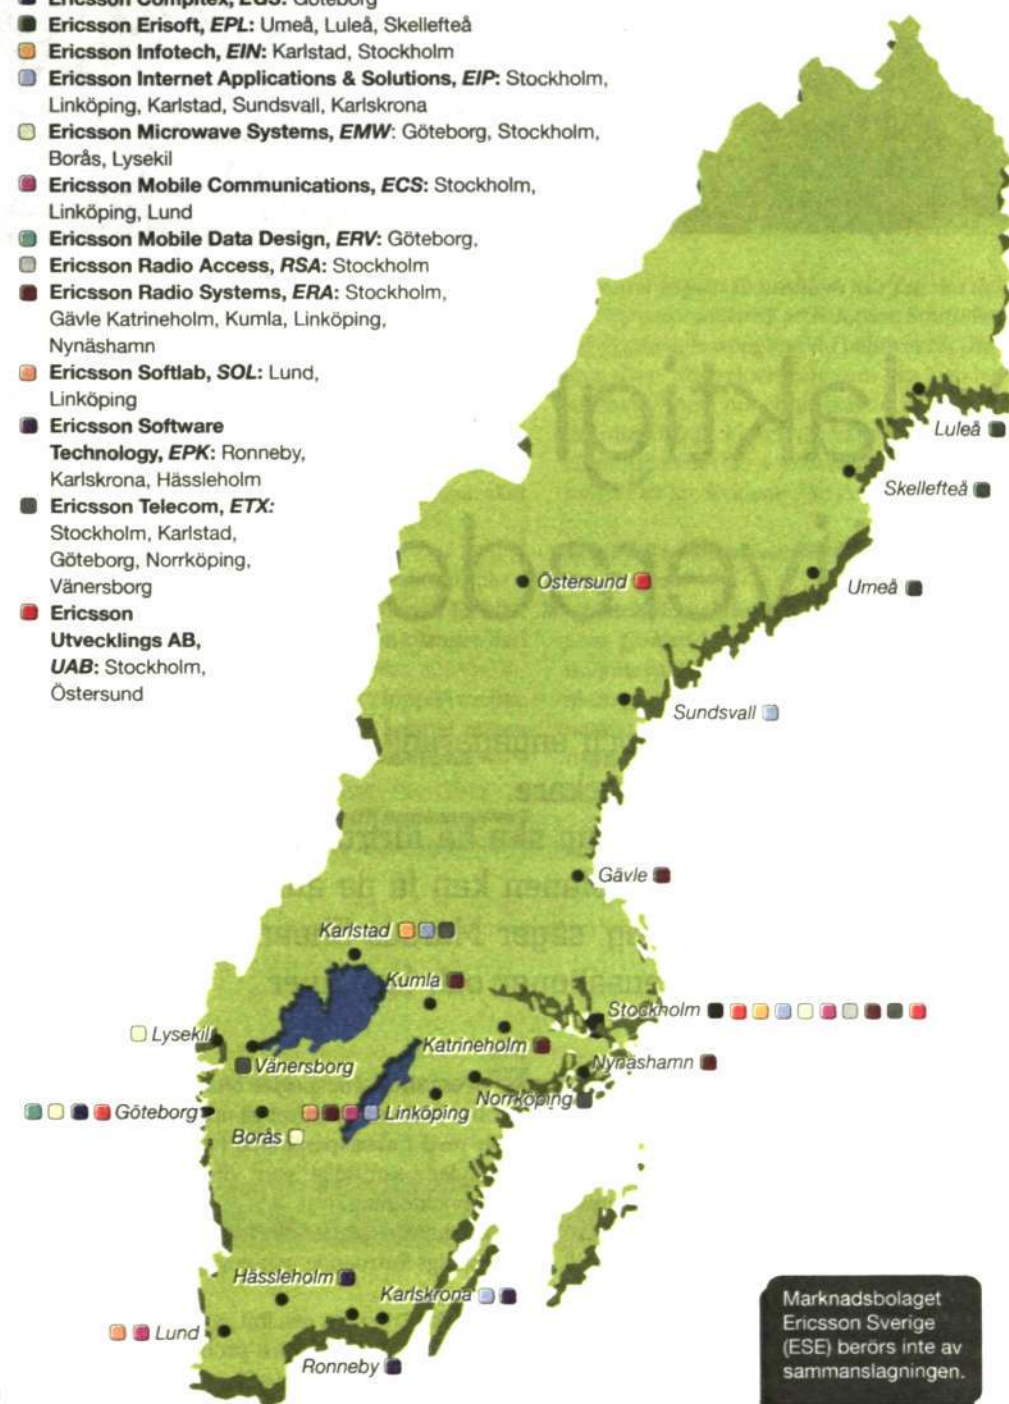 Ericsson Compitex, EGS: Göteborg
Ericsson Erisoft, EPL: Umeå, Luleå, Skellefteå
Ericsson Infotech, EIN: Karlstad, Stockholm
Ericsson Internet Applications & Solutions, EIP: Stockholm,
Linköping, Karlstad, Sundsvall, Karlskrona
Ericsson Microwave Systems, EMW: Göteborg, Stockholm,
Borås, Lysekil
Ericsson Mobile Communications, ECS: Stockholm,
Linköping, Lund
Ericsson Mobile Data Design, ERV: Göteborg,
Ericsson Radio Access, RSA: Stockholm
Ericsson Radio Systems, ERA: Stockholm,
Gävle Katrineholm, Kumla, Linköping,
Nynäshamn
Ericsson Softlab, SOL: Lund,
Linköping
Ericsson Software
Technology, EPK: Ronneby,
Karlskrona, Hässleholm
Ericsson Telecom, ETX:
Stockholm, Karlstad,
Göteborg, Norrköping,
Vänersborg
Ericsson
Utvecklings AB,
UAB: Stockholm,
Östersund
Luleå
Skellefteå
Östersund
Umeå
Sundsvall
Gävle
Karlstad
Kumla
Stockholm
Lysekil
Katrineholm
Vänersborg
Nynäshamn
Norrköping
Göteborg
Linköping
Borås
Hässleholm
Karlskrona
Lund
Ronneby
Marknadsbolaget
Ericsson Sverige
(ESE) berörs inte av
sammanslagningen.